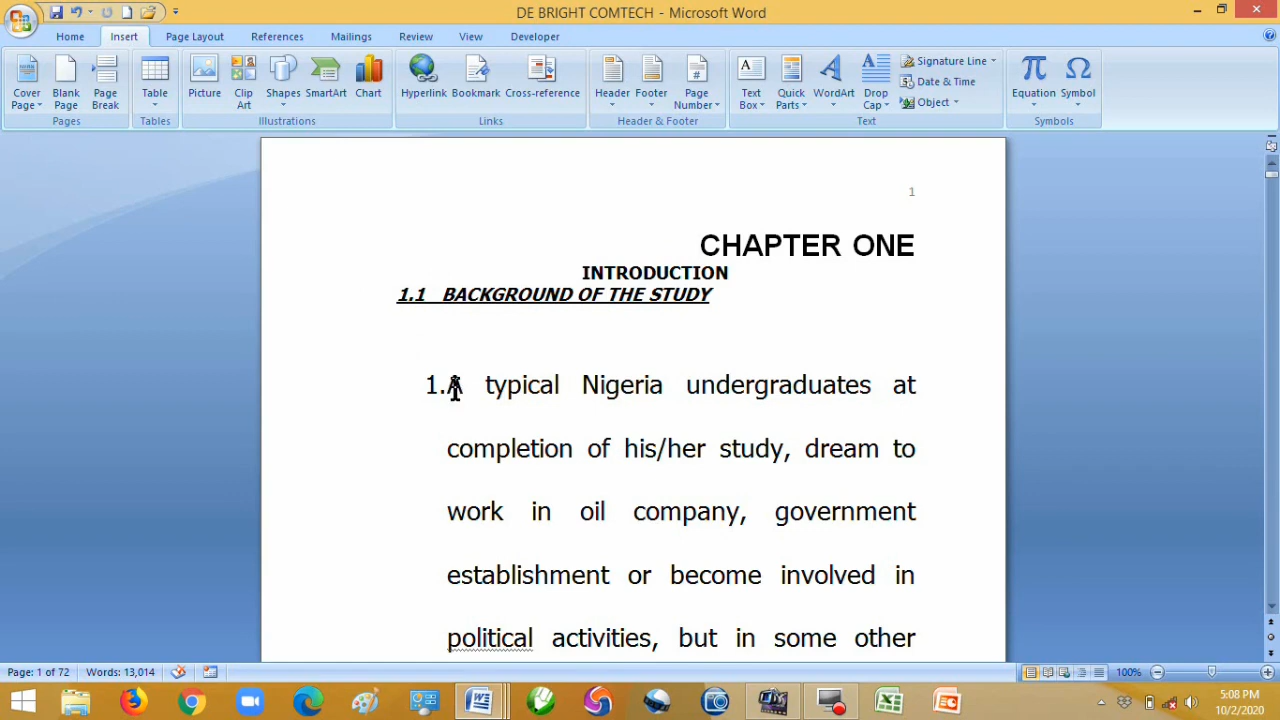 DE BRIGHT COMTECH - Microsoft Word
Home Insert Page Layout References Mailings Review View Developer
Cover Page Blank Page Page Break Table Picture Clip Art Shapes SmartArt Chart Hyperlink Bookmark Cross-reference Header Footer Page Number Text Box Quick Parts WordArt Drop Cap Signature Line Date & Time Object Equation Symbol
Pages Tables Illustrations Links Header & Footer Text Symbols
1
CHAPTER ONE
INTRODUCTION
1.1 BACKGROUND OF THE STUDY
1.A typical Nigeria undergraduates at
completion of his/her study, dream to
work in oil company, government
establishment or become involved in
political activities, but in some other
Page: 1 of 72 Words: 13,014 100%
5:08 PM
10/2/2020